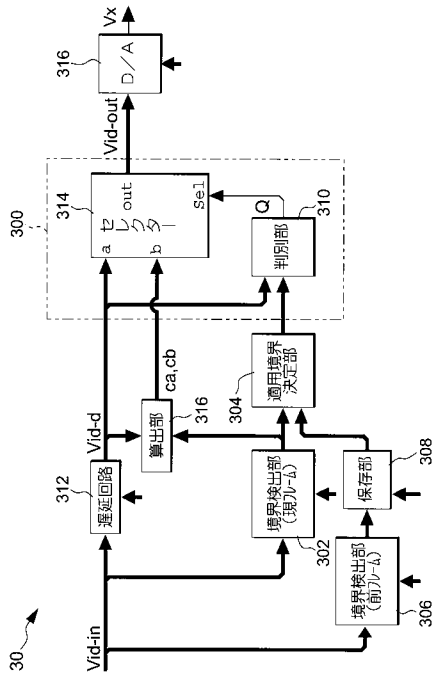 30
Vid-in
312
遅延回路
Vid-d
300
314
a
out
セレクター
b
Sel
Vid-out
316
D/A
Vx
ca,cb
算出部
316
Q
判別部
310
304
適用境界
決定部
境界検出部
(現フレーム)
302
保存部
308
境界検出部
(前フレーム)
306